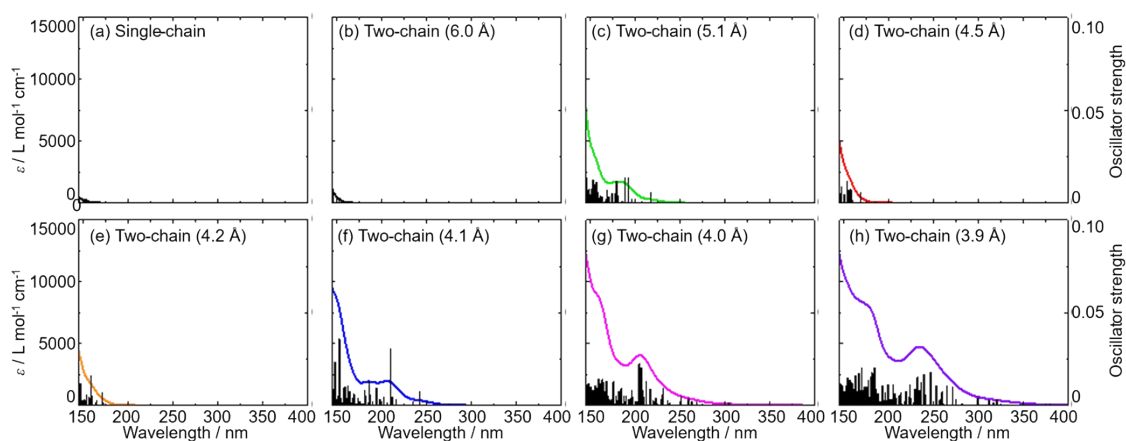 (a) Single-chain
(b) Two-chain (6.0 Å)
(c) Two-chain (5.1 Å)
(d) Two-chain (4.5 Å)
15000
10000
5000
0
0
ε / L mol⁻¹ cm⁻¹
0.10
0.05
0
Oscillator strength
(e) Two-chain (4.2 Å)
(f) Two-chain (4.1 Å)
(g) Two-chain (4.0 Å)
(h) Two-chain (3.9 Å)
15000
10000
5000
0
ε / L mol⁻¹ cm⁻¹
0.10
0.05
0
Oscillator strength
150 200 250 300 350 400
150 200 250 300 350 400
150 200 250 300 350 400
150 200 250 300 350 400
Wavelength / nm
Wavelength / nm
Wavelength / nm
Wavelength / nm